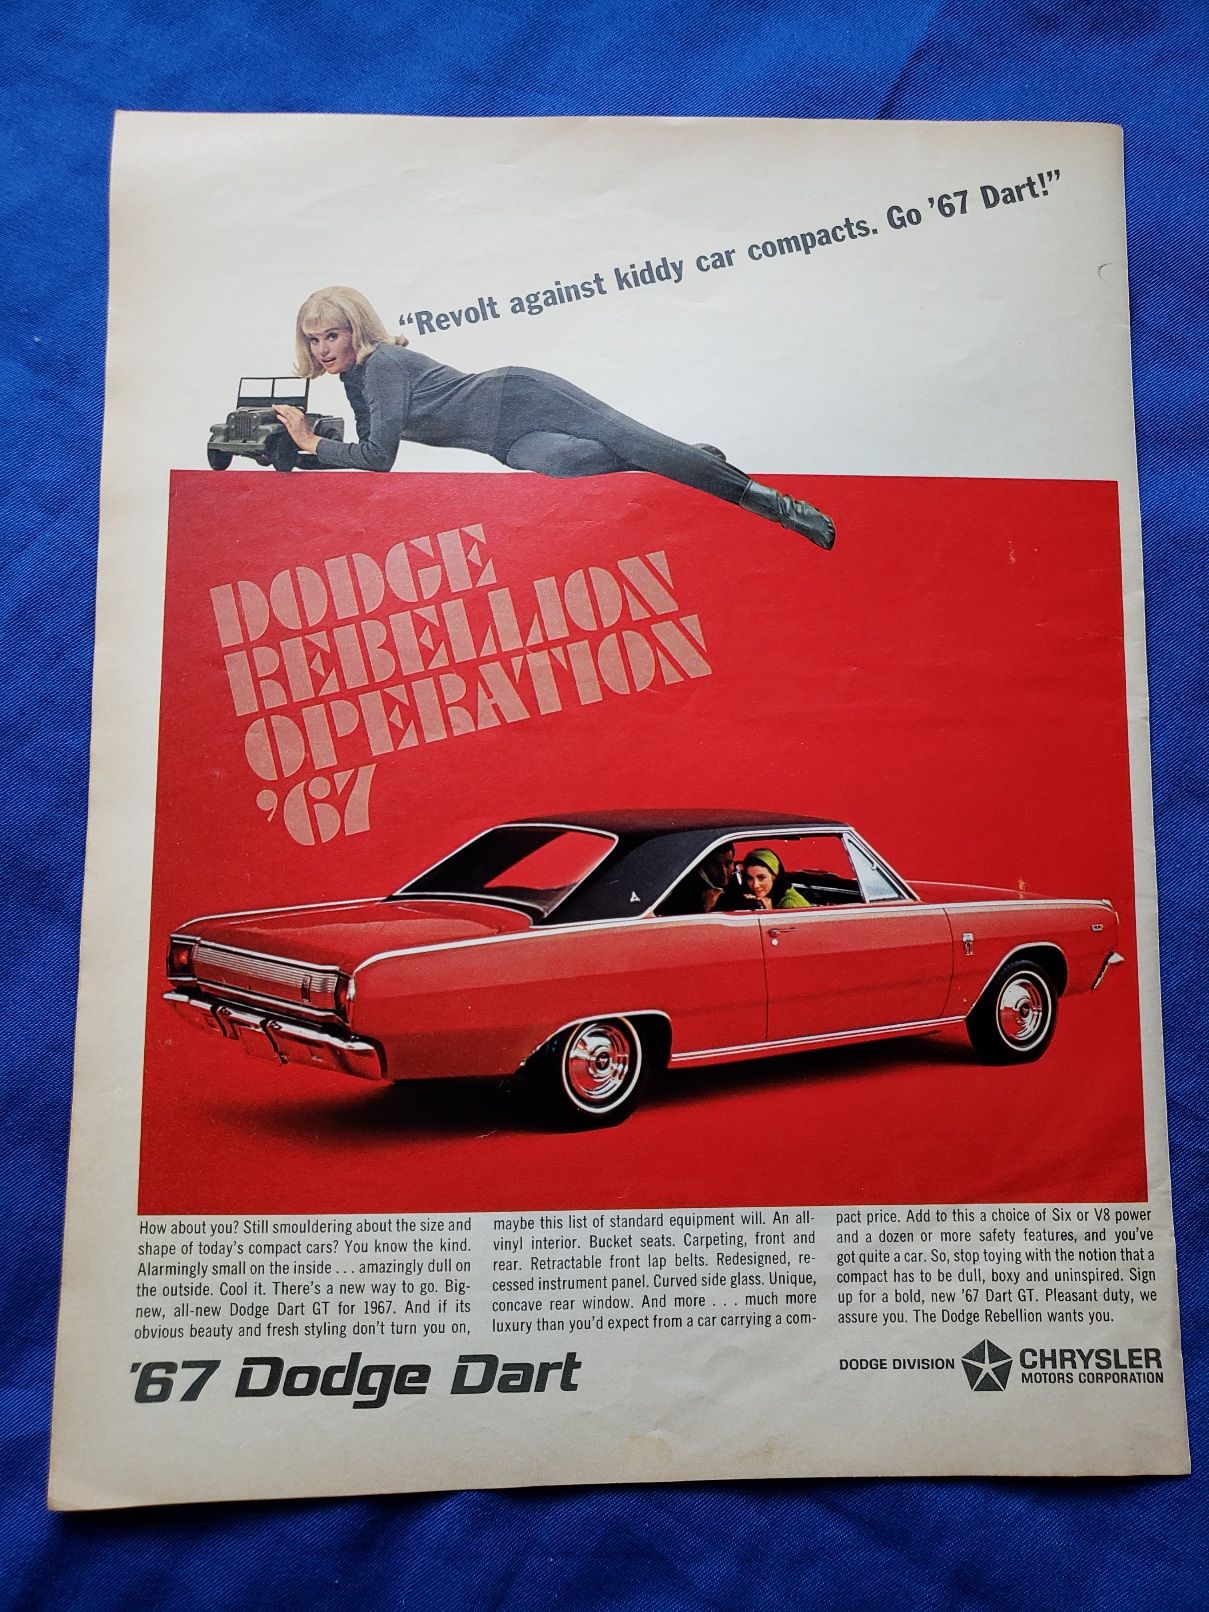 “Revolt against kiddy car compacts. Go ’67 Dart!”
DODGE
REBELLION
OPERATION
’67
How about you? Still smouldering about the size and
shape of today’s compact cars? You know the kind.
Alarmingly small on the inside . . . amazingly dull on
the outside. Cool it. There’s a new way to go. Big-
new, all-new Dodge Dart GT for 1967. And if its
obvious beauty and fresh styling don’t turn you on,
maybe this list of standard equipment will. An all-
vinyl interior. Bucket seats. Carpeting, front and
rear. Retractable front lap belts. Redesigned, re-
cessed instrument panel. Curved side glass. Unique,
concave rear window. And more . . . much more
luxury than you’d expect from a car carrying a com-
pact price. Add to this a choice of Six or V8 power
and a dozen or more safety features, and you’ve
got quite a car. So, stop toying with the notion that a
compact has to be dull, boxy and uninspired. Sign
up for a bold, new ’67 Dart GT. Pleasant duty, we
assure you. The Dodge Rebellion wants you.
’67 Dodge Dart
DODGE DIVISION CHRYSLER
MOTORS CORPORATION